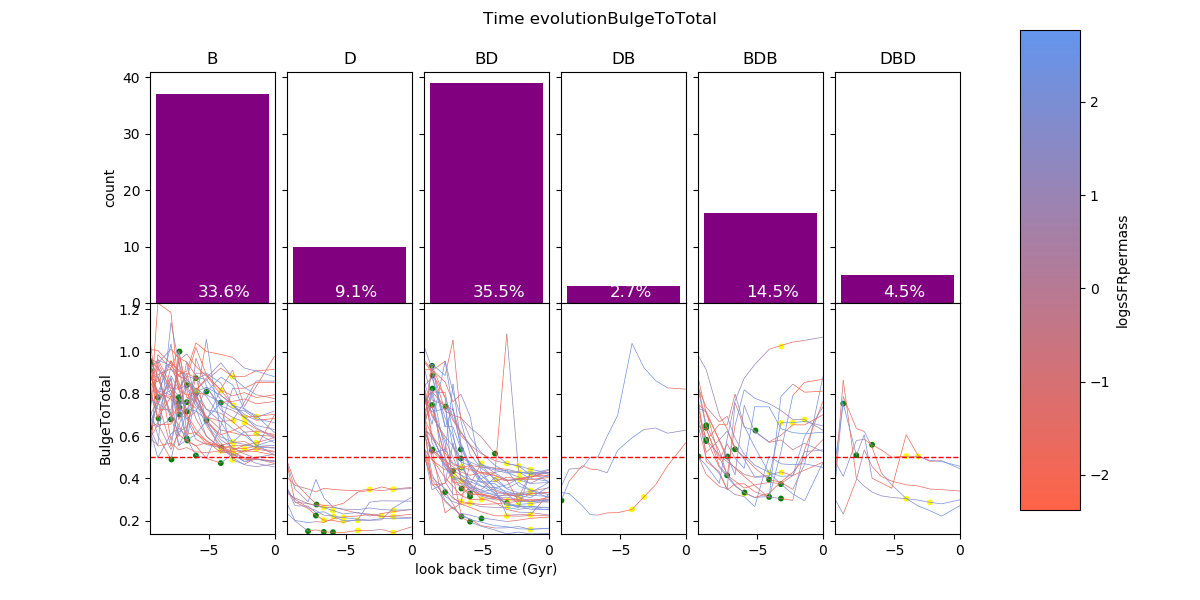 Time evolutionBulgeToTotal
B D BD DB BDB DBD
40
30
20
10
0
count
33.6% 9.1% 35.5% 2.7% 14.5% 4.5%
1.2
1.0
0.8
0.6
0.4
0.2
BulgeToTotal
−5 0 −5 0 −5 0 −5 0 −5 0 −5 0
look back time (Gyr)
2
1
0
−1
−2
logsSFRpermass